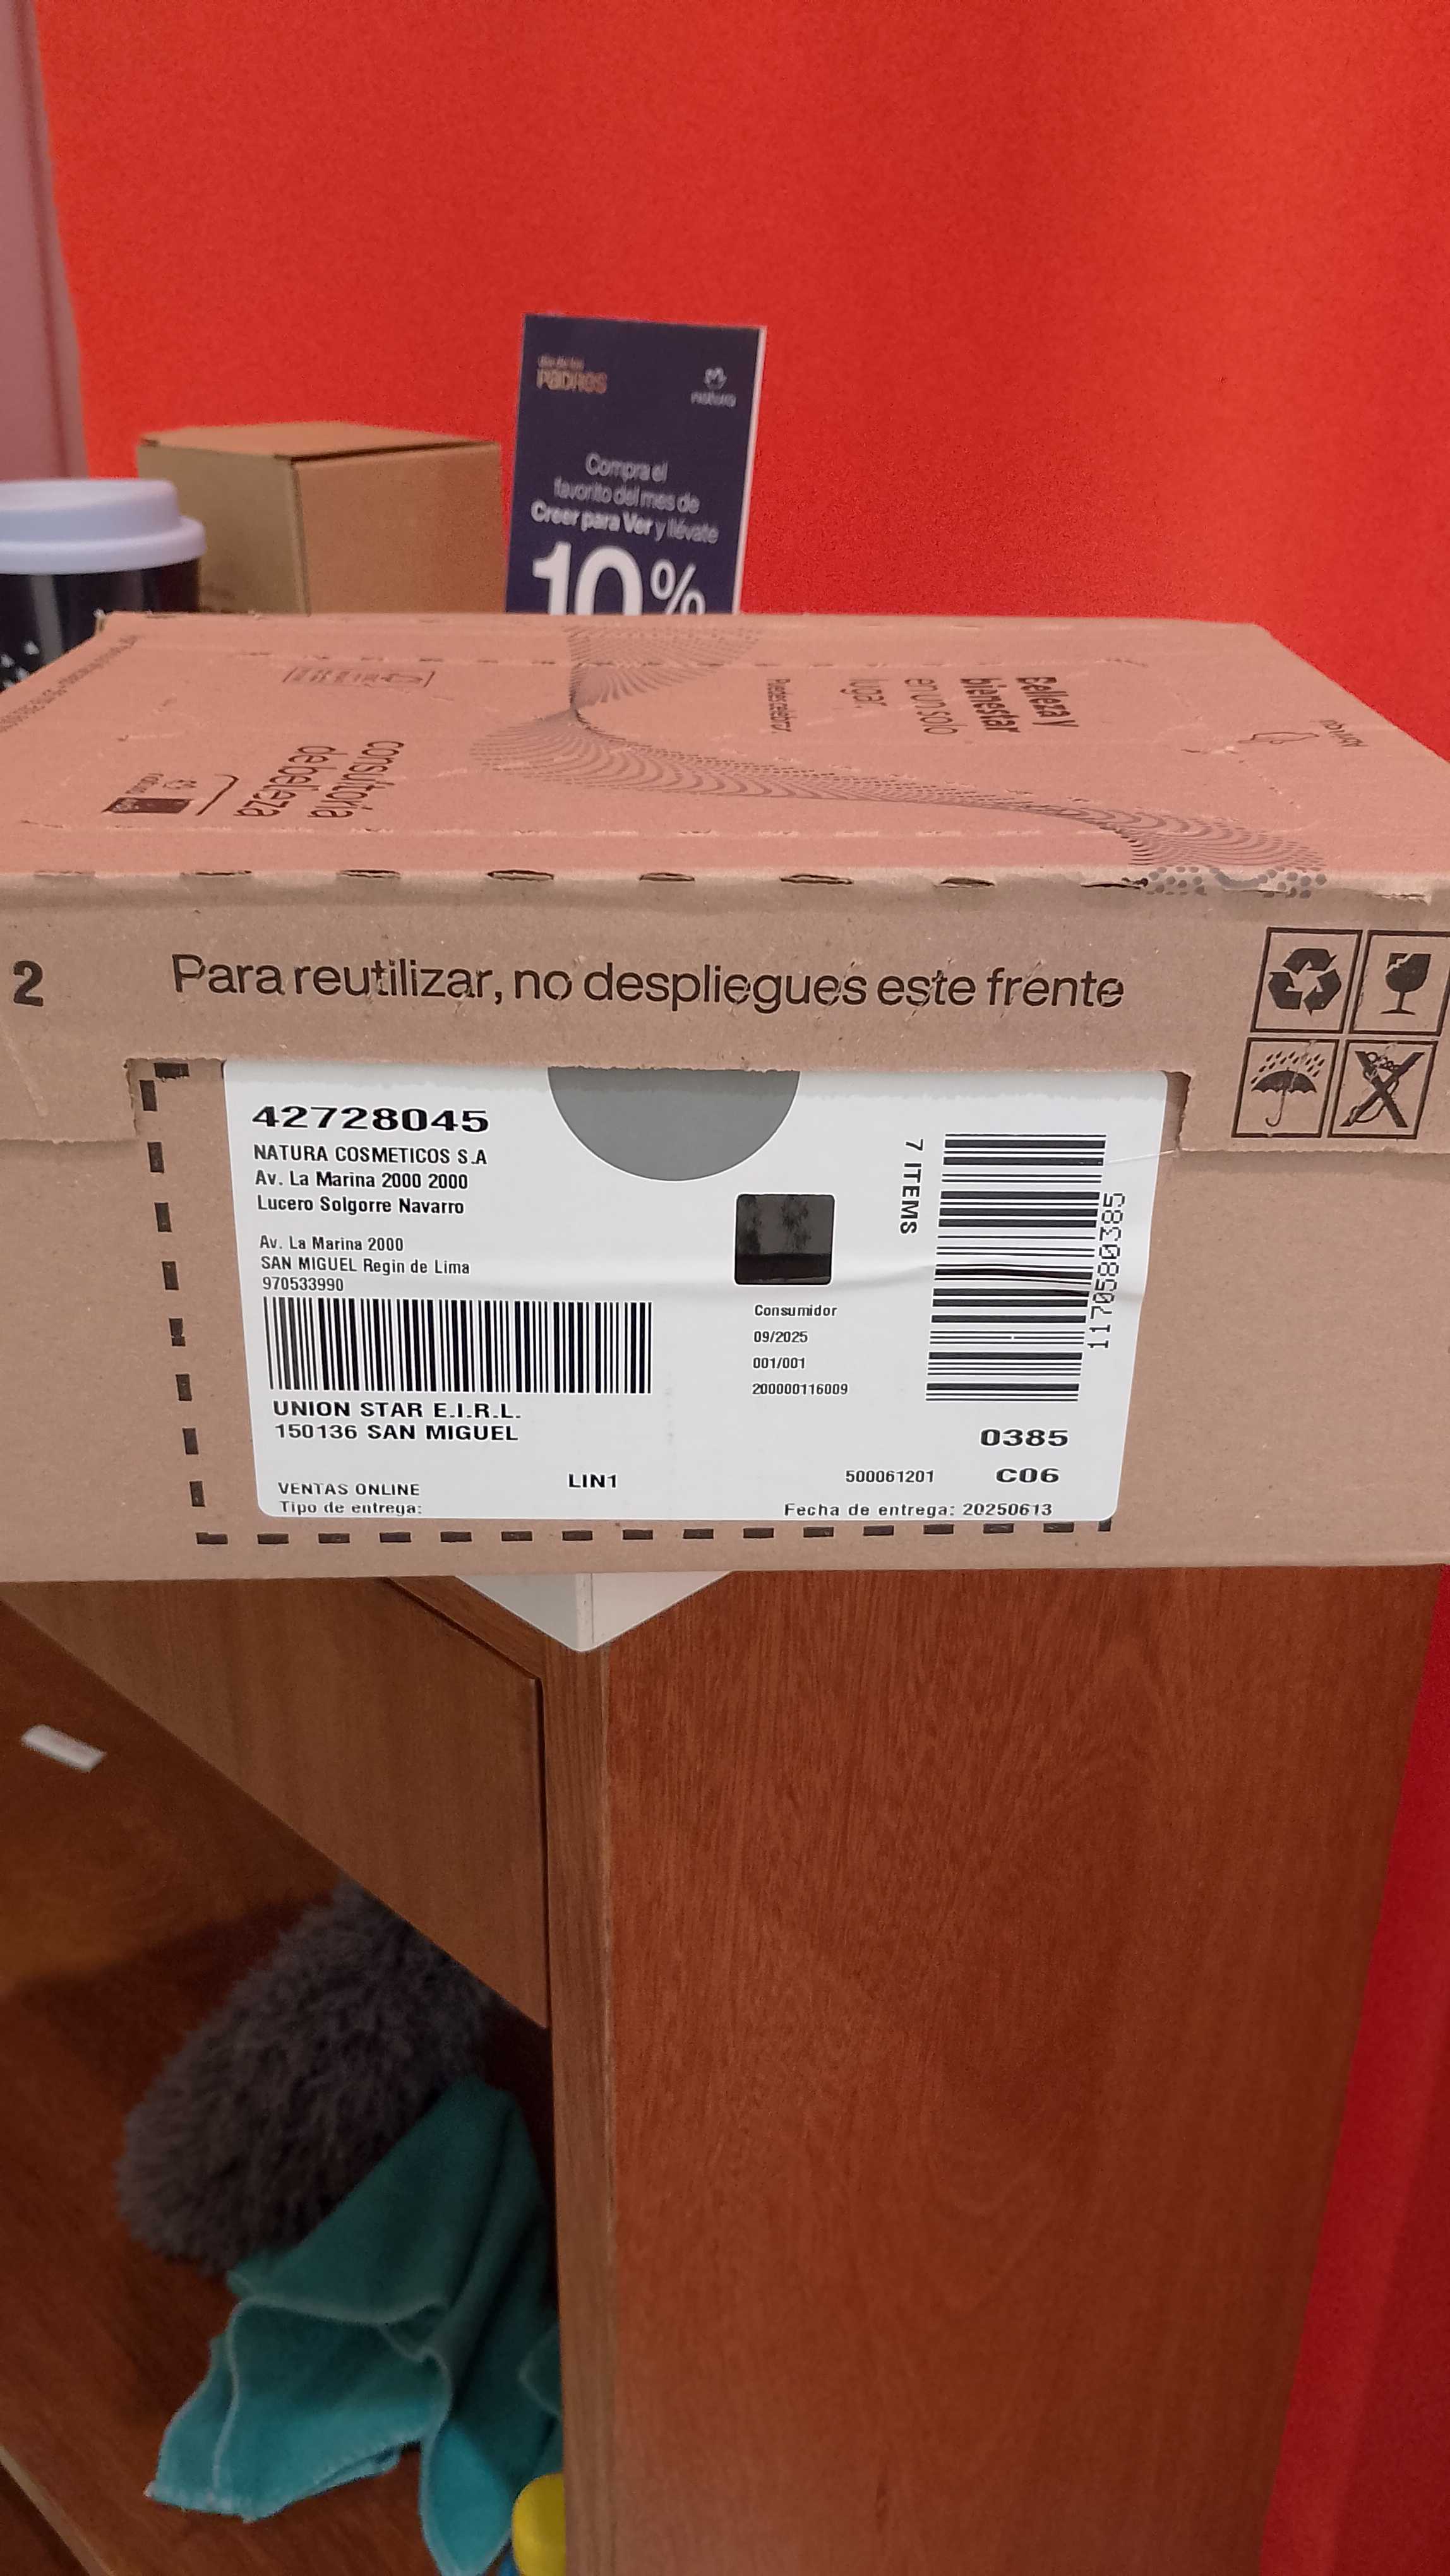 PADRES
natura
Compra el
favorito del mes de
Creer para Ver y llévate
10%
Belleza y
bienestar
en un solo
lugar
consultoría
de belleza
2
Para reutilizar, no despliegues este frente
42728045
NATURA COSMETICOS S.A
Av. La Marina 2000 2000
Lucero Solgorre Navarro
Av. La Marina 2000
SAN MIGUEL Regin de Lima
970533990
UNION STAR E.I.R.L.
150136 SAN MIGUEL
VENTAS ONLINE
Tipo de entrega:
LIN1
7 ITEMS
Consumidor
09/2025
001/001
200000116009
1170580385
0385
500061201
C06
Fecha de entrega: 20250613